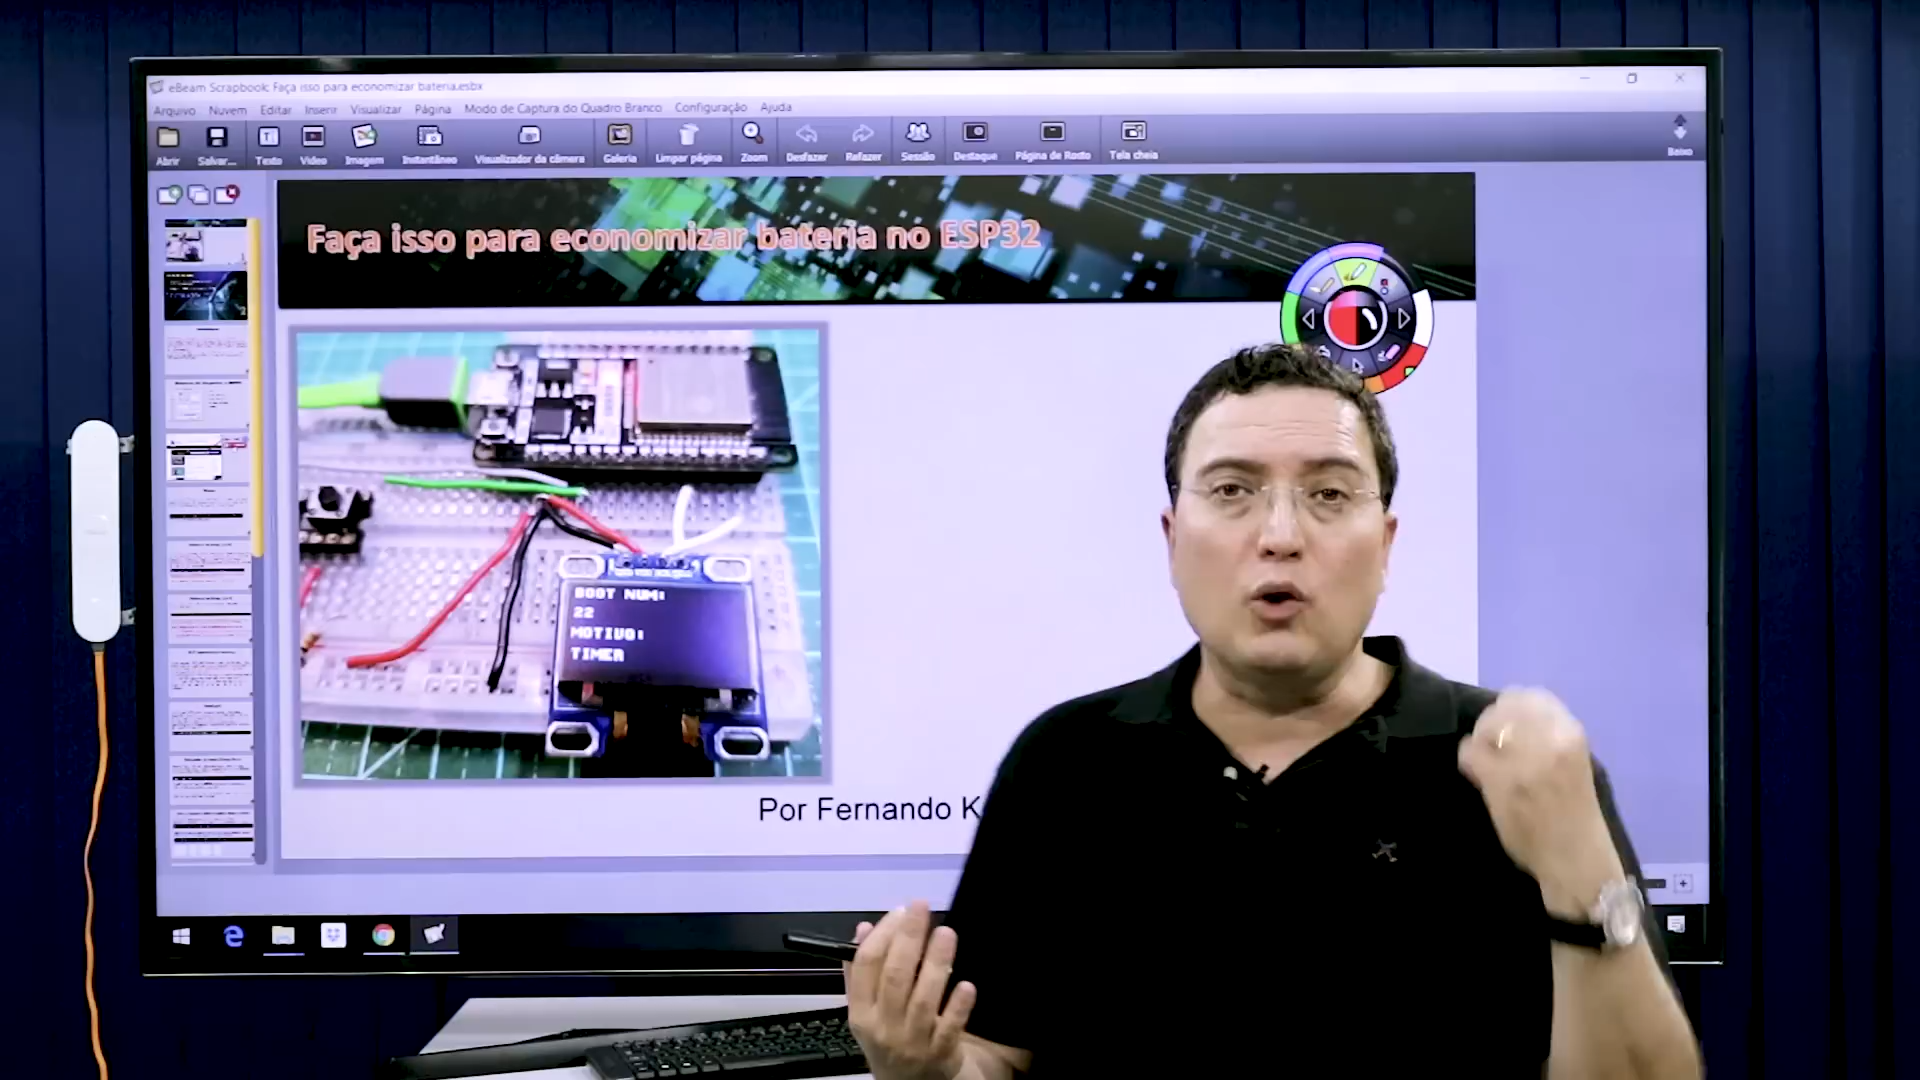 eBeam Scrapbook: Faça isso para economizar bateria.esbx
Arquivo Nuvem Editar Inserir Visualizar Página Modo de Captura do Quadro Branco Configuração Ajuda
Abrir Salvar... Texto Video Imagem Instantâneo Visualizador da câmera Galeria Limpar página Zoom Desfazer Refazer Sessão Destaque Página de Rosto Tela cheia Baixo
Faça isso para economizar bateria no ESP32
BOOT NUM:
22
MOTIVO:
TIMER
Por Fernando K